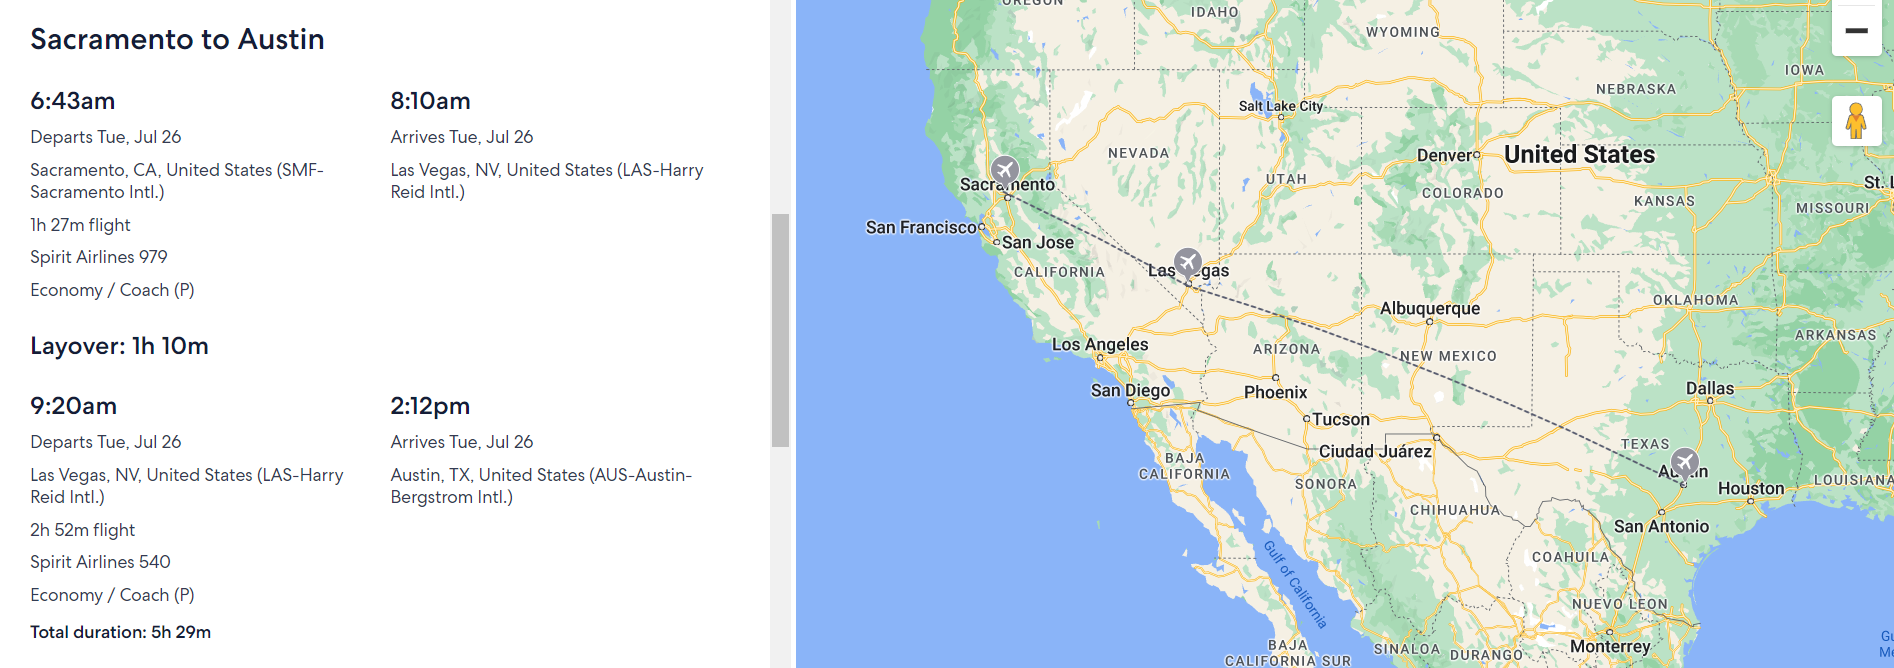 Sacramento to Austin
6:43am
Departs Tue, Jul 26
Sacramento, CA, United States (SMF-
Sacramento Intl.)
1h 27m flight
Spirit Airlines 979
Economy / Coach (P)
8:10am
Arrives Tue, Jul 26
Las Vegas, NV, United States (LAS-Harry
Reid Intl.)
Layover: 1h 10m
9:20am
Departs Tue, Jul 26
Las Vegas, NV, United States (LAS-Harry
Reid Intl.)
2h 52m flight
Spirit Airlines 540
Economy / Coach (P)
2:12pm
Arrives Tue, Jul 26
Austin, TX, United States (AUS-Austin-
Bergstrom Intl.)
Total duration: 5h 29m
OREGON
IDAHO
WYOMING
IOWA
NEBRASKA
Salt Lake City
NEVADA
Denver
United States
Sacramento
UTAH
COLORADO
St. L
KANSAS
MISSOURI
San Francisco
San Jose
CALIFORNIA
Las Vegas
OKLAHOMA
Albuquerque
ARKANSAS
Los Angeles
ARIZONA
NEW MEXICO
San Diego
Phoenix
Dallas
Tucson
Ciudad Juárez
TEXAS
BAJA
CALIFORNIA
Austin
SONORA
Houston
LOUISIANA
CHIHUAHUA
San Antonio
Gulf of California
COAHUILA
NUEVO LEON
Monterrey
BAJA
CALIFORNIA SUR
SINALOA
DURANGO
Gu
Me